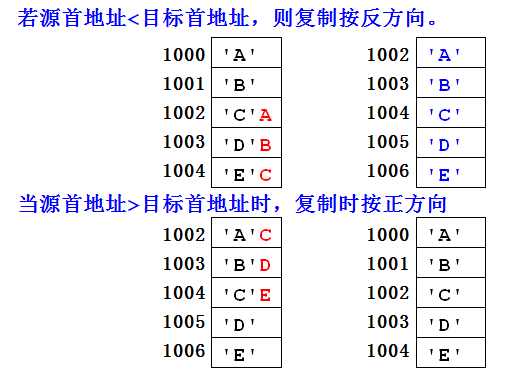 若源首地址<目标首地址，则复制按反方向。
1000 'A' 1002 'A'
1001 'B' 1003 'B'
1002 'C'A 1004 'C'
1003 'D'B 1005 'D'
1004 'E'C 1006 'E'
当源首地址>目标首地址时，复制时按正方向
1002 'A'C 1000 'A'
1003 'B'D 1001 'B'
1004 'C'E 1002 'C'
1005 'D' 1003 'D'
1006 'E' 1004 'E'